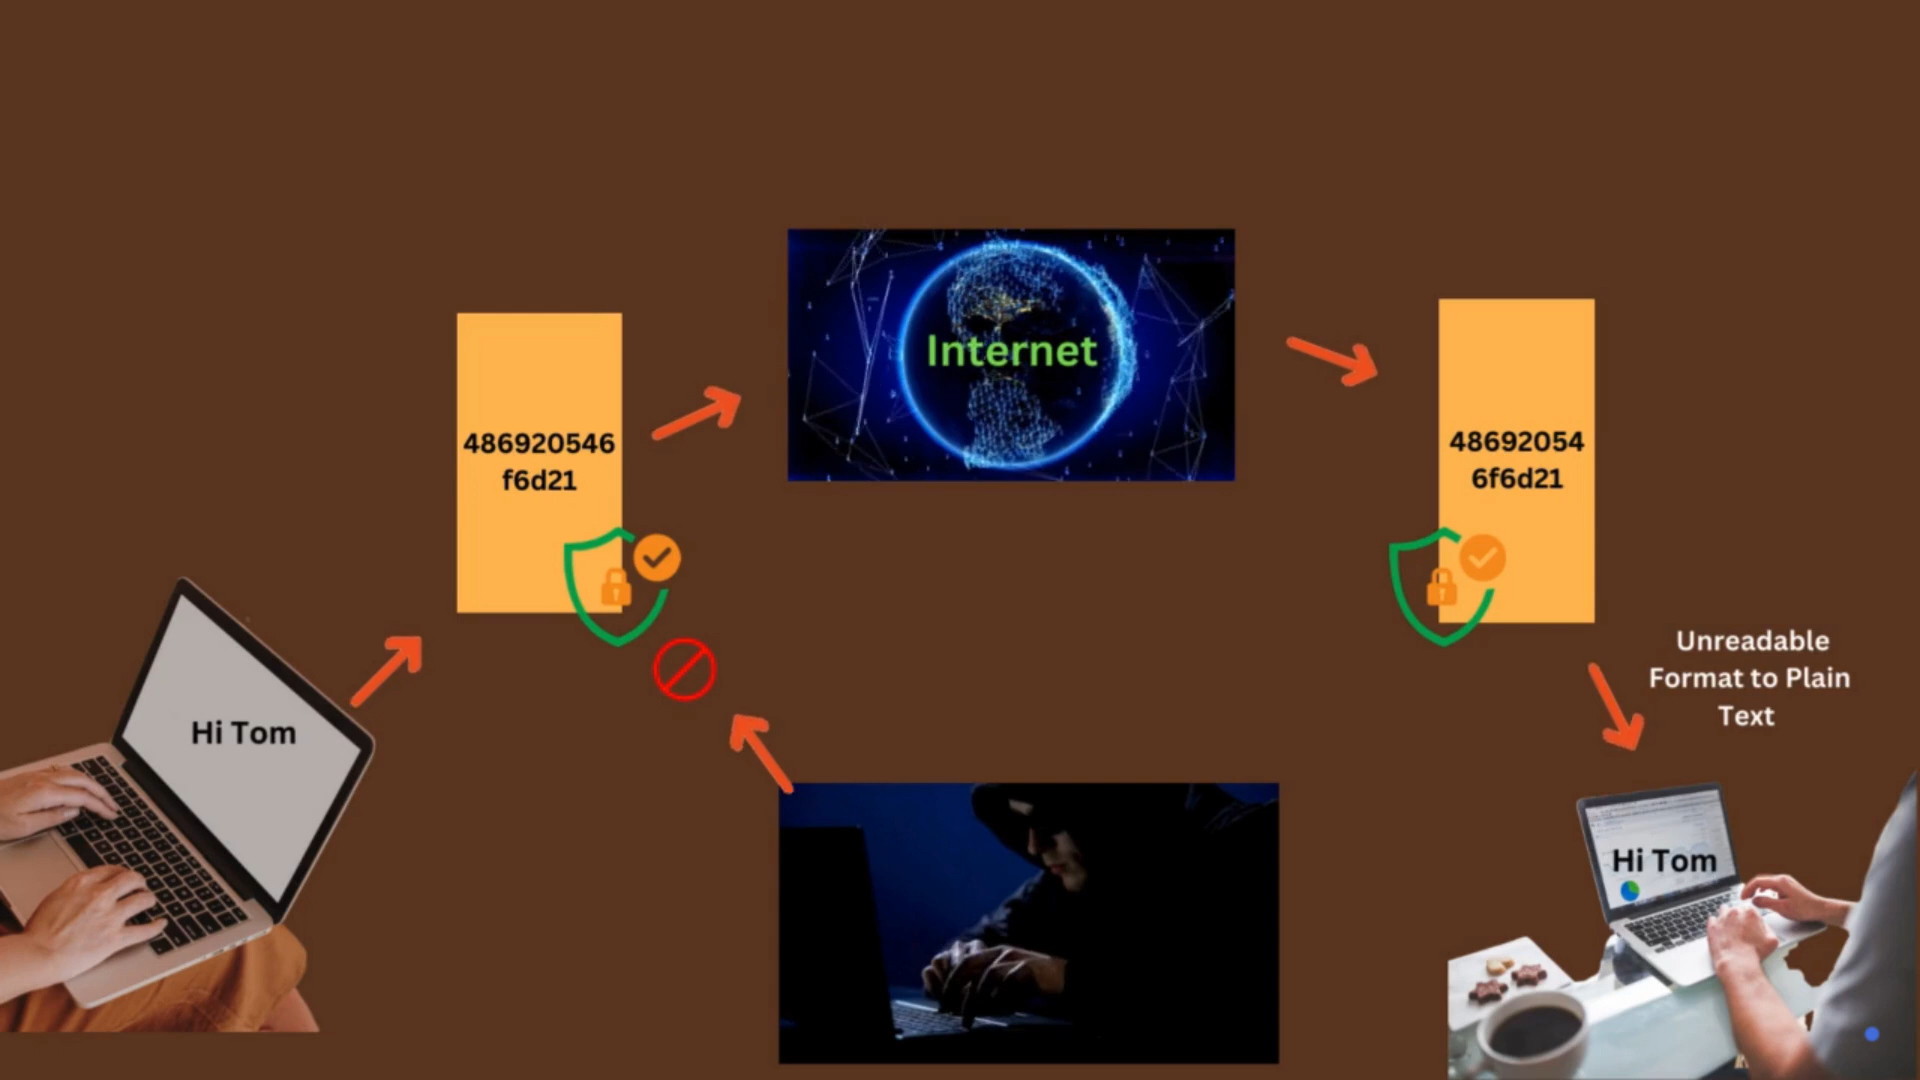 Internet
486920546
f6d21
48692054
6f6d21
Unreadable
Format to Plain
Text
Hi Tom
Hi Tom